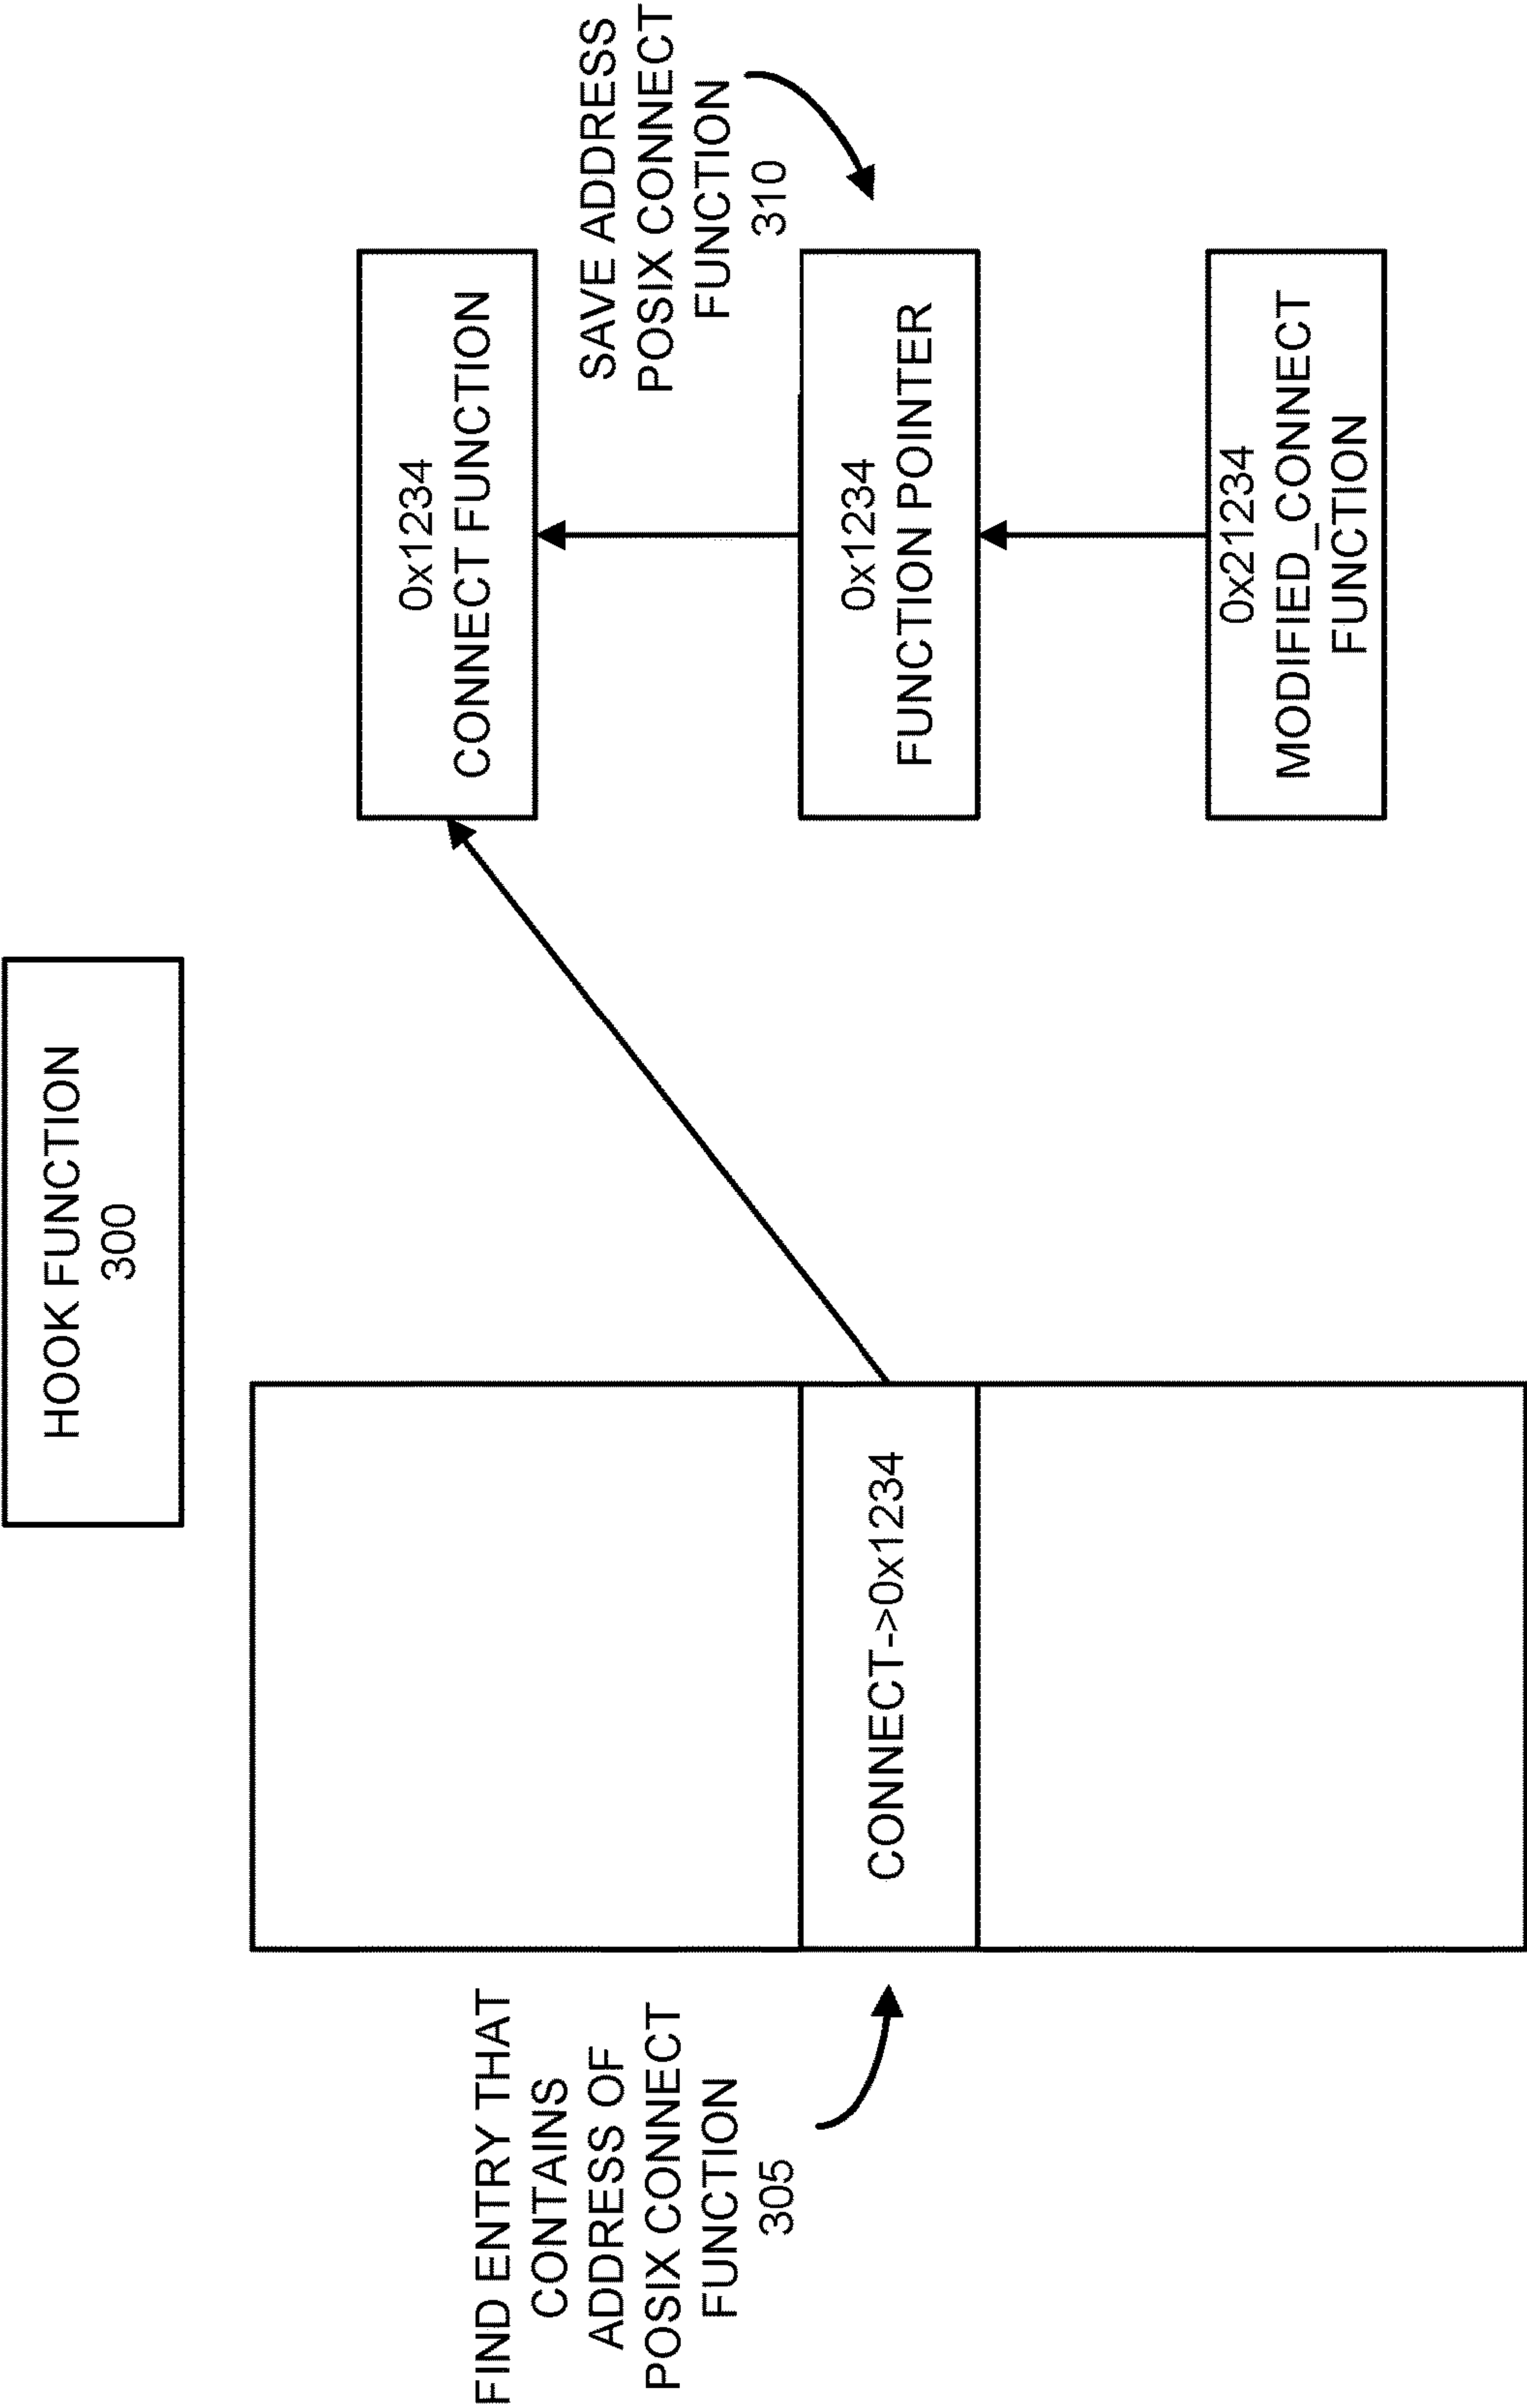 HOOK FUNCTION
300
FIND ENTRY THAT
CONTAINS
ADDRESS OF
POSIX CONNECT
FUNCTION
305
CONNECT->0x1234
0x1234
CONNECT FUNCTION
SAVE ADDRESS
POSIX CONNECT
FUNCTION
310
0x1234
FUNCTION POINTER
0x21234
MODIFIED_CONNECT
FUNCTION